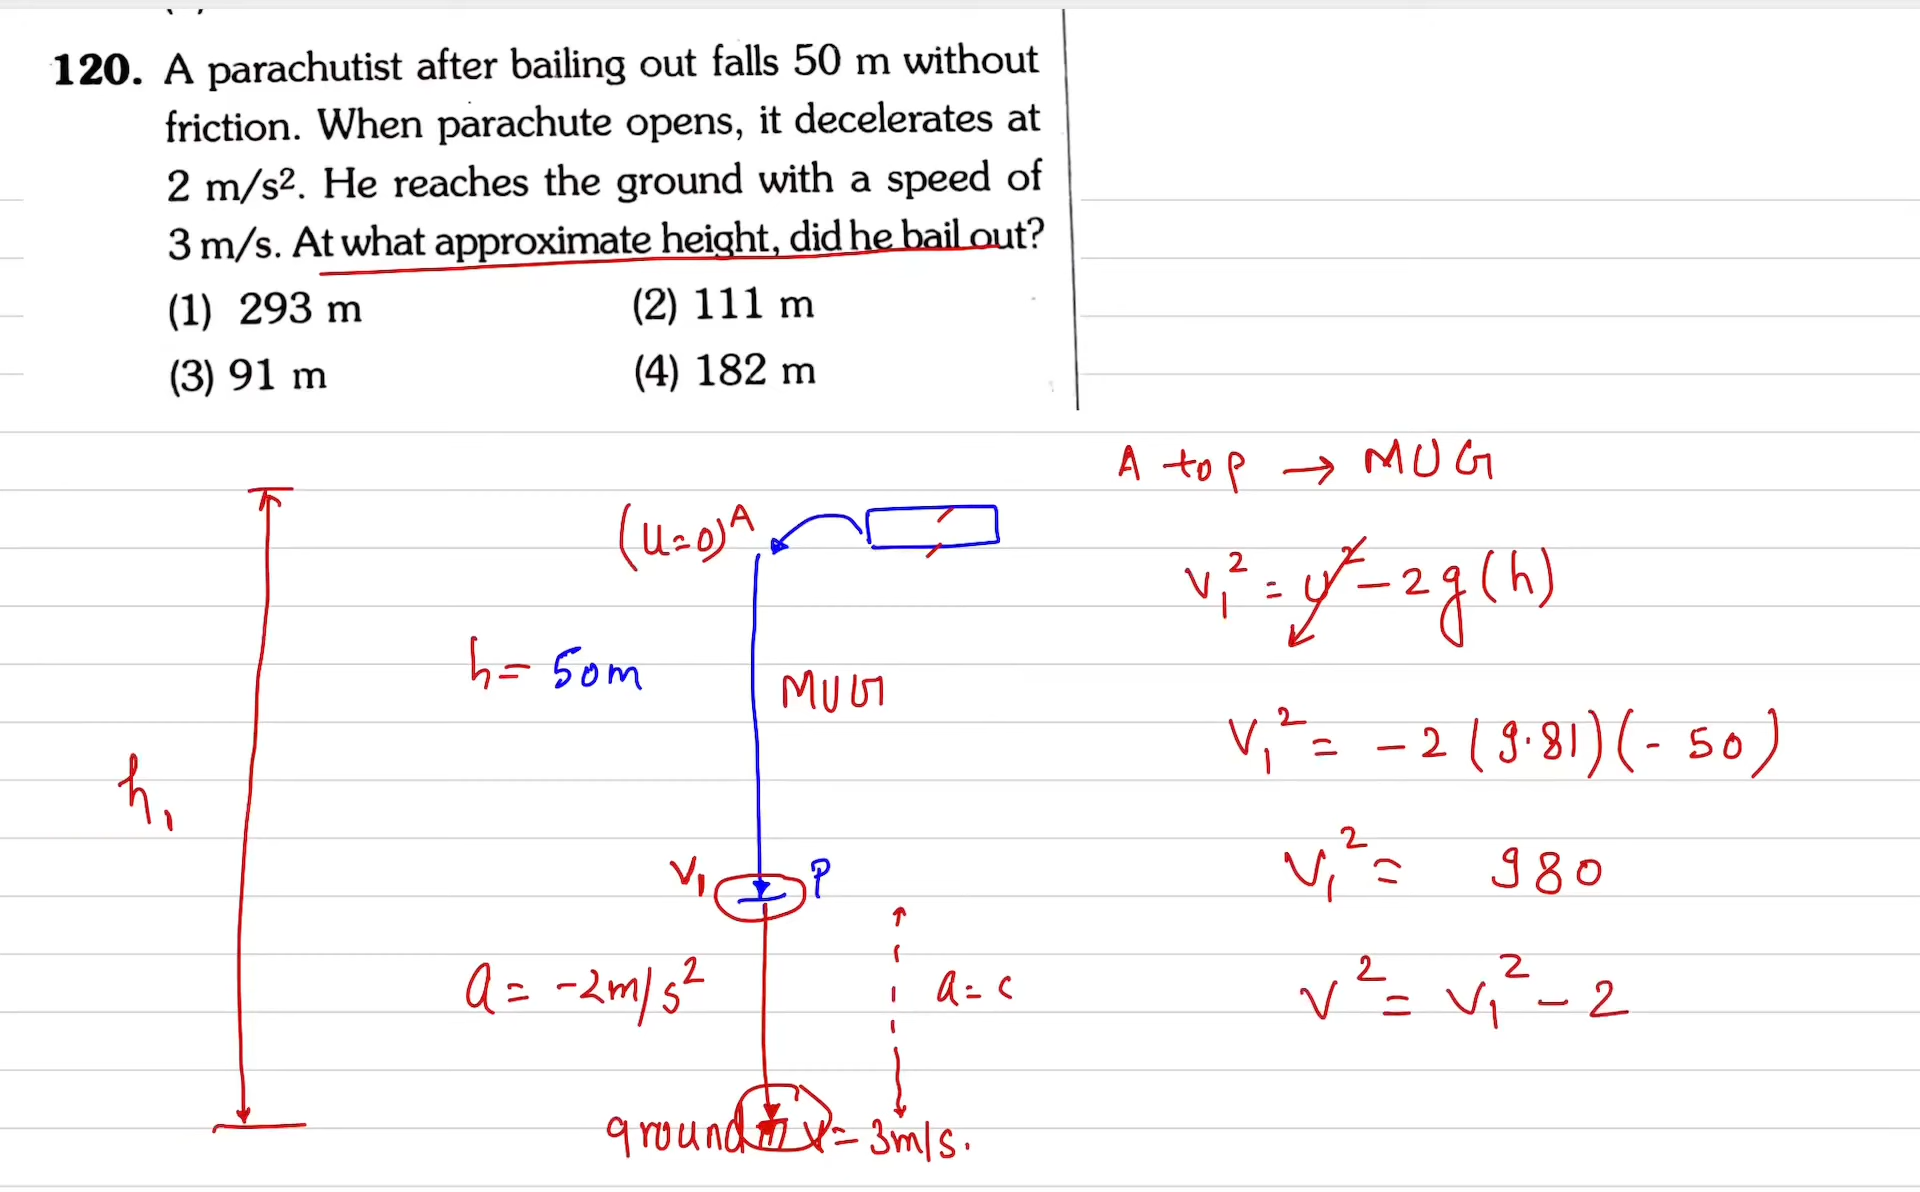 120. A parachutist after bailing out falls 50 m without
friction. When parachute opens, it decelerates at
2 m/s2. He reaches the ground with a speed of
3 m/s. At what approximate height, did he bail out?
(1) 293 m
(2) 111 m
(3) 91 m
(4) 182 m
A to P → MUG
(u=0) A
v₁² = u² - 2g(h)
h = 50m
MUG
v₁² = -2(9.81)(-50)
h₁
v₁
P
v₁² = 980
a = -2m/s²
a = c
v² = v₁² - 2
ground
v = 3m/s.